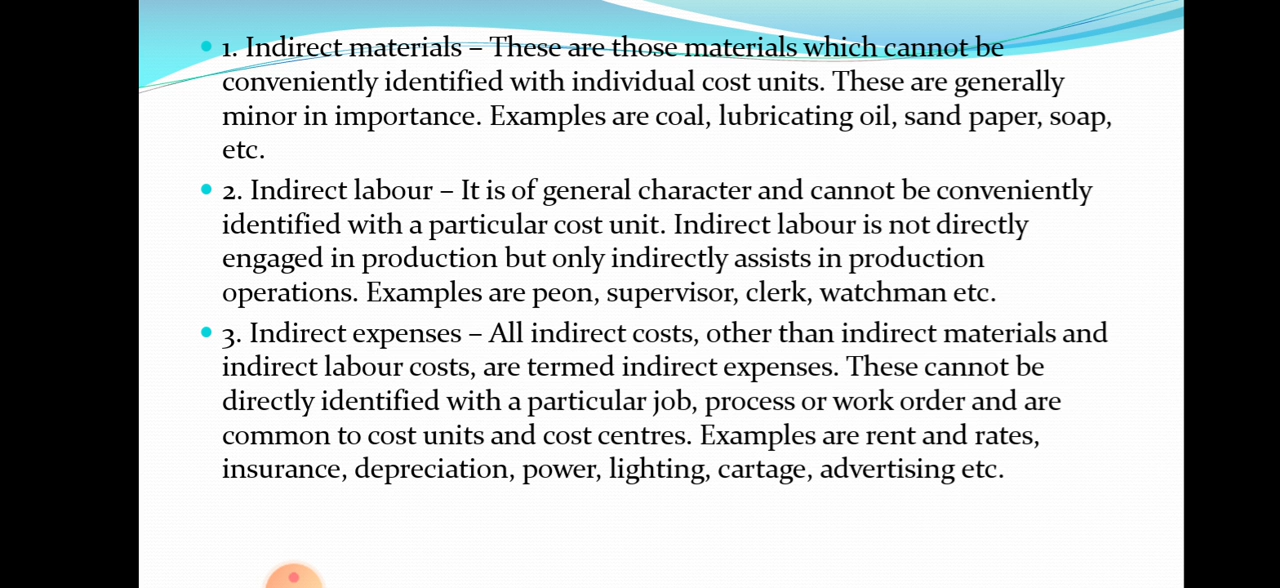 1. Indirect materials – These are those materials which cannot be
conveniently identified with individual cost units. These are generally
minor in importance. Examples are coal, lubricating oil, sand paper, soap,
etc.
2. Indirect labour – It is of general character and cannot be conveniently
identified with a particular cost unit. Indirect labour is not directly
engaged in production but only indirectly assists in production
operations. Examples are peon, supervisor, clerk, watchman etc.
3. Indirect expenses – All indirect costs, other than indirect materials and
indirect labour costs, are termed indirect expenses. These cannot be
directly identified with a particular job, process or work order and are
common to cost units and cost centres. Examples are rent and rates,
insurance, depreciation, power, lighting, cartage, advertising etc.